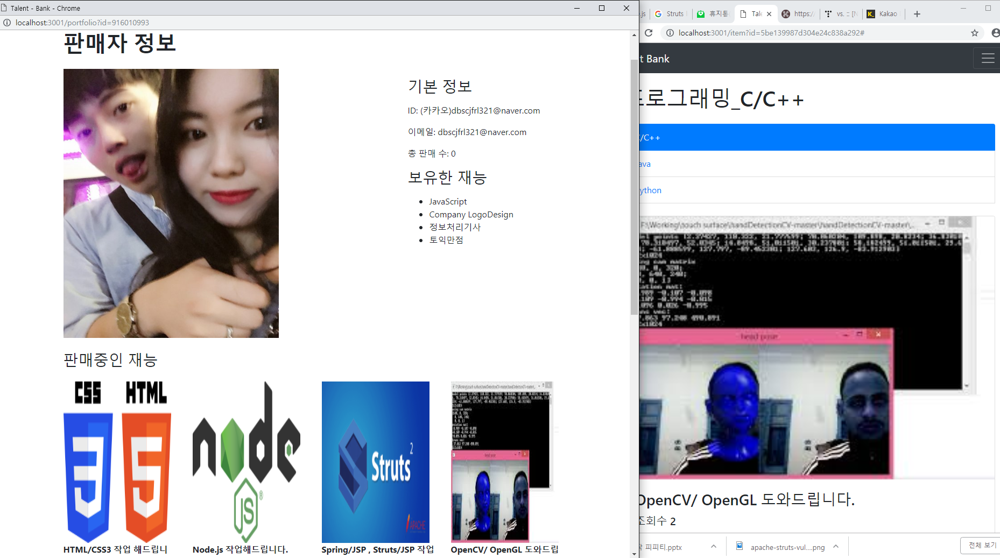 Talent - Bank - Chrome
localhost:3001/portfolio?id=916010993
판매자 정보
기본 정보
ID: (카카오)dbscjfrl321@naver.com
이메일: dbscjfrl321@naver.com
총 판매 수: 0
보유한 재능
JavaScript
Company LogoDesign
정보처리기사
토익만점
판매중인 재능
CSS HTML
node
JS
Struts 2
APACHE
HTML/CSS3 작업 해드립니
Node.js 작업해드립니다.
Spring/JSP , Struts/JSP 작업
OpenCV/ OpenGL 도와드립
.js
Struts
휴지통
Tale
https:/
vs. :: [N
Kakao
localhost:3001/item?id=5be139987d304e24c838a292#
t Bank
프로그래밍_C/C++
C/C++
ava
ython
F:\Working\touch surface\handDetectionCV-master\handDetectionCV-master\...
head pose
OpenCV/ OpenGL 도와드립니다.
조회수 2
피피티.pptx
apache-struts-vul....png
전체 보기